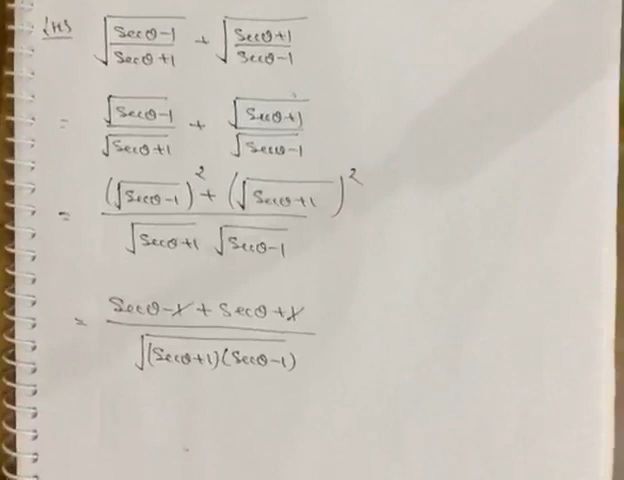 LHS √(secθ-1 / secθ+1) + √(secθ+1 / secθ-1)
= √secθ-1 / √secθ+1 + √secθ+1 / √secθ-1
= (√secθ-1)² + (√secθ+1)² / √secθ+1 √secθ-1
= secθ-1 + secθ+1 / √(secθ+1)(secθ-1)